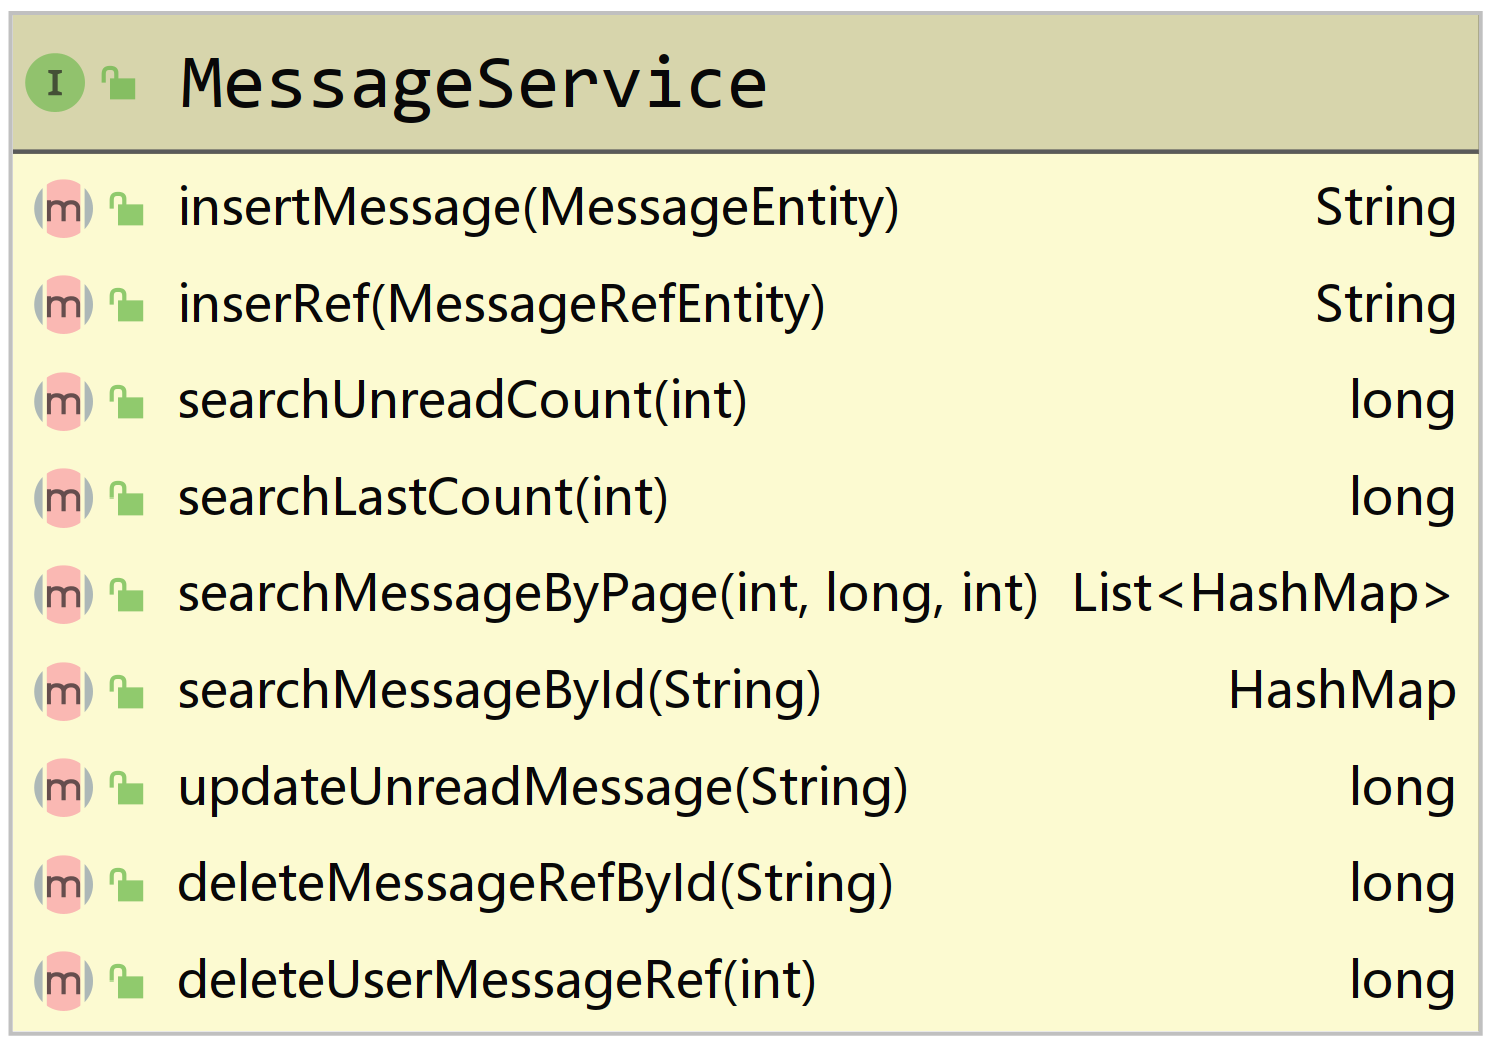 I MessageService
m insertMessage(MessageEntity) String
m inserRef(MessageRefEntity) String
m searchUnreadCount(int) long
m searchLastCount(int) long
m searchMessageByPage(int, long, int) List<HashMap>
m searchMessageById(String) HashMap
m updateUnreadMessage(String) long
m deleteMessageRefById(String) long
m deleteUserMessageRef(int) long